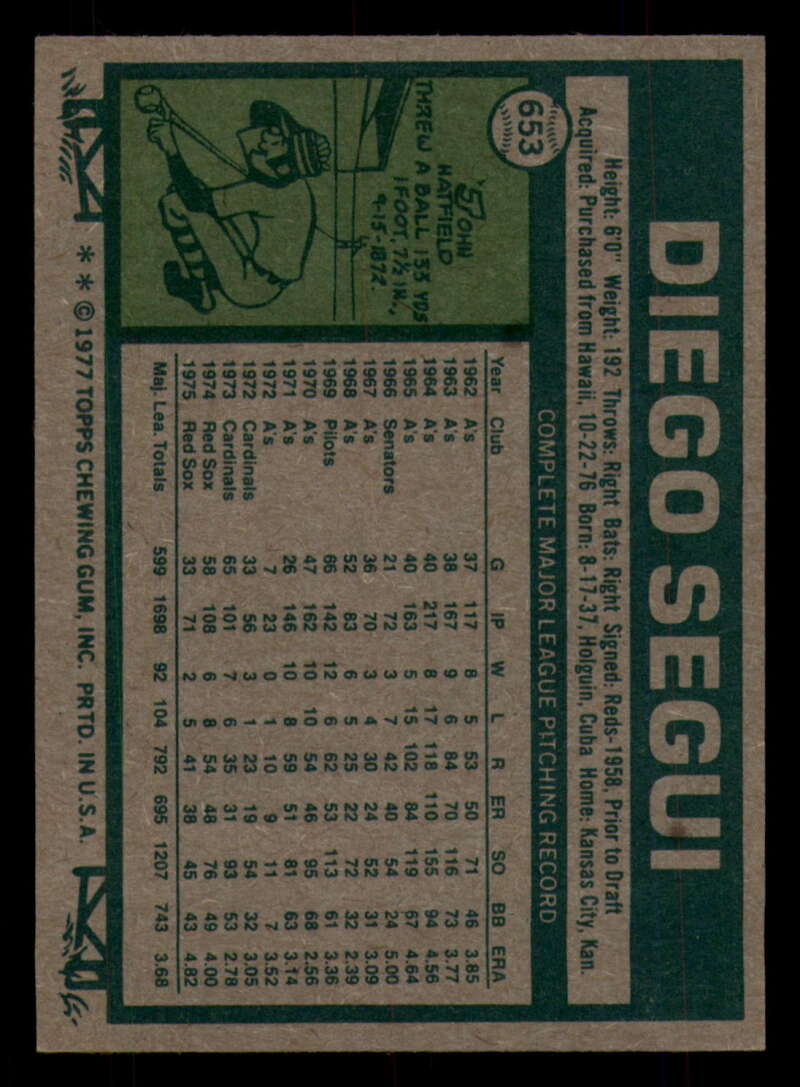 DIEGO SEGUI
Height: 6'0" Weight: 192 Throws: Right Bats: Right Signed: Reds-1958, Prior to Draft
Acquired: Purchased from Hawaii, 10-22-76 Born: 8-17-37, Holguin, Cuba Home: Kansas City, Kan.
653
JOHN
HATFIELD
THREW A BALL 133 YDS
1 FOOT, 7½ IN.,
9-15-1872.
COMPLETE MAJOR LEAGUE PITCHING RECORD
Year Club G IP W L R ER SO BB ERA
1962 A's 37 117 8 5 53 50 71 46 3.85
1963 A's 38 167 9 6 84 70 116 73 3.77
1964 A's 40 217 8 17 118 110 155 94 4.56
1965 A's 40 163 5 15 102 84 119 67 4.64
1966 Senators 21 72 3 7 42 40 54 24 5.00
1967 A's 36 70 3 4 30 24 52 31 3.09
1968 A's 52 83 6 5 25 22 72 32 2.39
1969 Pilots 66 142 12 6 62 53 113 61 3.36
1970 A's 47 162 10 10 54 46 95 68 2.56
1971 A's 26 146 10 8 59 51 81 63 3.14
1972 A's 7 23 0 1 10 9 11 7 3.52
1972 Cardinals 33 56 3 1 23 19 54 32 3.05
1973 Cardinals 65 101 7 6 35 31 93 53 2.78
1974 Red Sox 58 108 6 8 54 48 76 49 4.00
1975 Red Sox 33 71 2 5 41 38 45 43 4.82
Maj. Lea. Totals 599 1698 92 104 792 695 1207 743 3.68
* * © 1977 TOPPS CHEWING GUM, INC. PRTD. IN U.S.A.